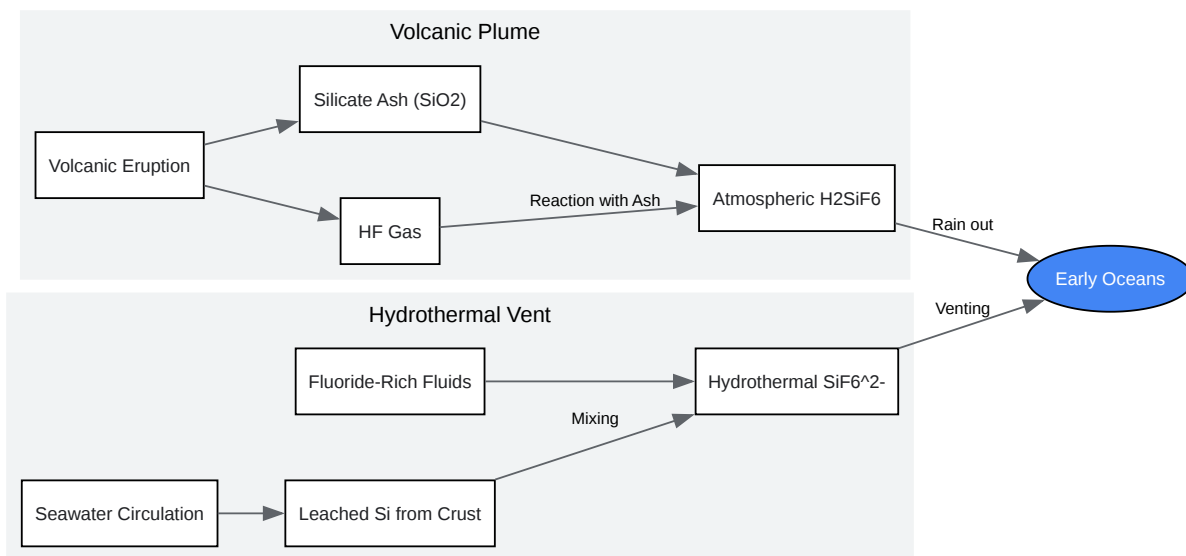 Volcanic Plume
Silicate Ash (SiO2)
Volcanic Eruption
Reaction with Ash
Atmospheric H2SiF6
HF Gas
Rain out
Early Oceans
Hydrothermal Vent
Venting
Fluoride-Rich Fluids
Hydrothermal SiF6^2-
Mixing
Seawater Circulation
Leached Si from Crust